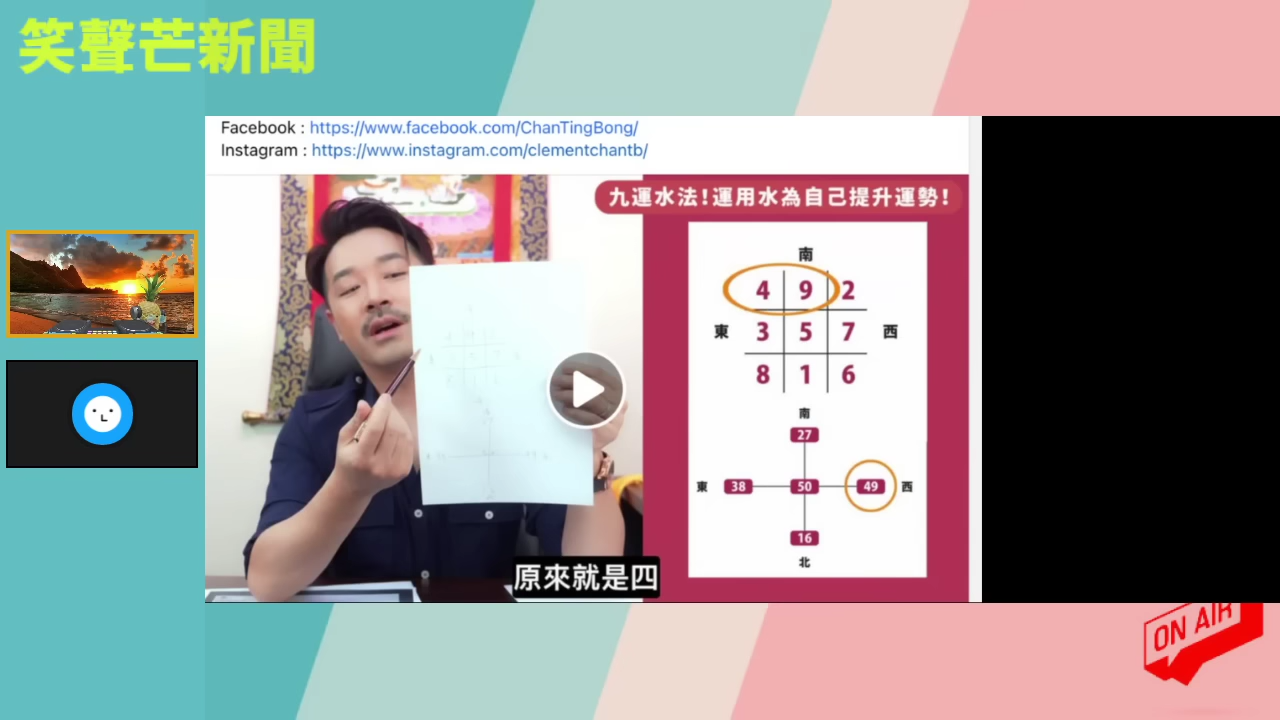 笑聲芒新聞
Facebook : https://www.facebook.com/ChanTingBong/
Instagram : https://www.instagram.com/clementchantb/
九運水法!運用水為自己提升運勢!
南
4 9 2
東 3 5 7 西
8 1 6
南
27
東 38 50 49 西
16
北
原來就是四
ON AIR